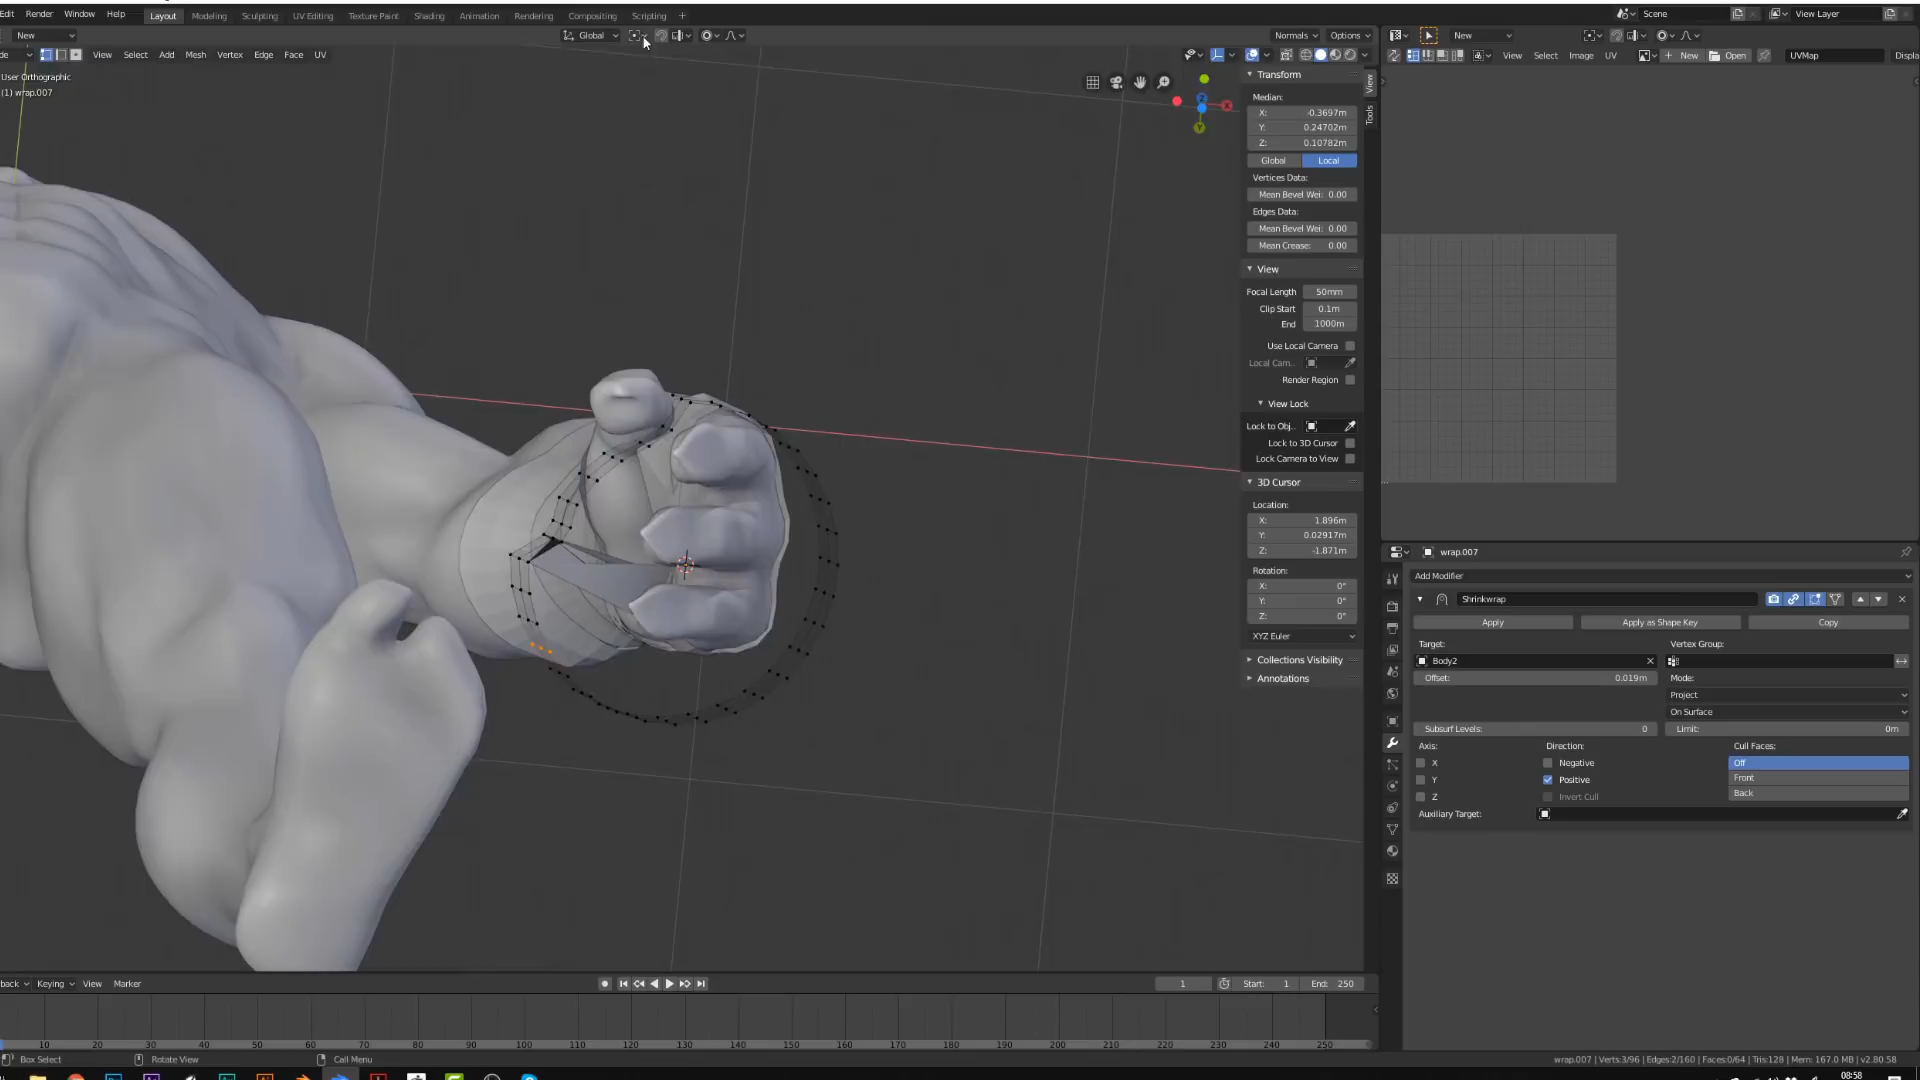 Edit Render Window Help Layout Modeling Sculpting UV Editing Texture Paint Shading Animation Rendering Compositing Scripting + Scene View Layer
New Global Normals Options New
de View Select Add Mesh Vertex Edge Face UV View Select Image UV New Open UVMap Displa
User Orthographic
(1) wrap.007
Transform
Median:
X: -0.3697m
Y: 0.24702m
Z: 0.10782m
Global Local
Vertices Data:
Mean Bevel Wei: 0.00
Edges Data:
Mean Bevel Wei: 0.00
Mean Crease: 0.00
View
Focal Length 50mm
Clip Start 0.1m
End 1000m
Use Local Camera
Local Cam..
Render Region
View Lock
Lock to Obj..
Lock to 3D Cursor
Lock Camera to View
3D Cursor
Location:
X: 1.896m
Y: 0.02917m
Z: -1.871m
Rotation:
X: 0°
Y: 0°
Z: 0°
XYZ Euler
Collections Visibility
Annotations
View
Tools
wrap.007
Add Modifier
Shrinkwrap
Apply Apply as Shape Key Copy
Target: Vertex Group:
Body2
Offset: 0.019m Mode:
Project
On Surface
Subsurf Levels: 0 Limit: 0m
Axis: Direction: Cull Faces:
X Negative Off
Y Positive Front
Z Invert Cull Back
Auxiliary Target:
back Keying View Marker 1 Start: 1 End: 250
10 20 30 40 50 60 70 80 90 100 110 120 130 140 150 160 170 180 190 200 210 220 230 240 250
Box Select Rotate View Call Menu wrap.007 | Verts:3/96 | Edges:2/160 | Faces:0/64 | Tris:128 | Mem: 167.0 MB | v2.80.58
08:58